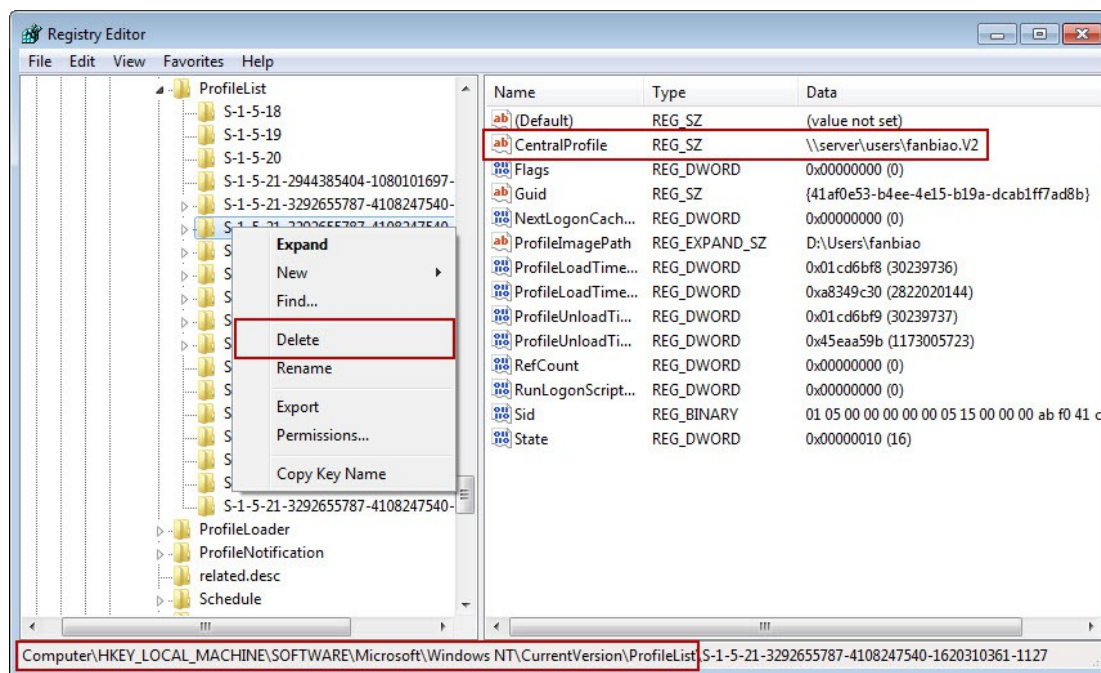 Registry Editor
File Edit View Favorites Help
ProfileList
S-1-5-18
S-1-5-19
S-1-5-20
S-1-5-21-2944385404-1080101697-
S-1-5-21-3292655787-4108247540-
S-1-5-21-3292655787-4108247540
S
S
S
S
S
S
S
S
S
S
S
S-1-5-21-3292655787-4108247540-
ProfileLoader
ProfileNotification
related.desc
Schedule
Expand
New
Find...
Delete
Rename
Export
Permissions...
Copy Key Name
Name Type Data
(Default) REG_SZ (value not set)
CentralProfile REG_SZ \\server\users\fanbiao.V2
Flags REG_DWORD 0x00000000 (0)
Guid REG_SZ {41af0e53-b4ee-4e15-b19a-dcab1ff7ad8b}
NextLogonCach... REG_DWORD 0x00000000 (0)
ProfileImagePath REG_EXPAND_SZ D:\Users\fanbiao
ProfileLoadTime... REG_DWORD 0x01cd6bf8 (30239736)
ProfileLoadTime... REG_DWORD 0xa8349c30 (2822020144)
ProfileUnloadTi... REG_DWORD 0x01cd6bf9 (30239737)
ProfileUnloadTi... REG_DWORD 0x45eaa59b (1173005723)
RefCount REG_DWORD 0x00000000 (0)
RunLogonScript... REG_DWORD 0x00000000 (0)
Sid REG_BINARY 01 05 00 00 00 00 00 05 15 00 00 00 ab f0 41 c
State REG_DWORD 0x00000010 (16)
Computer\HKEY_LOCAL_MACHINE\SOFTWARE\Microsoft\Windows NT\CurrentVersion\ProfileList\S-1-5-21-3292655787-4108247540-1620310361-1127